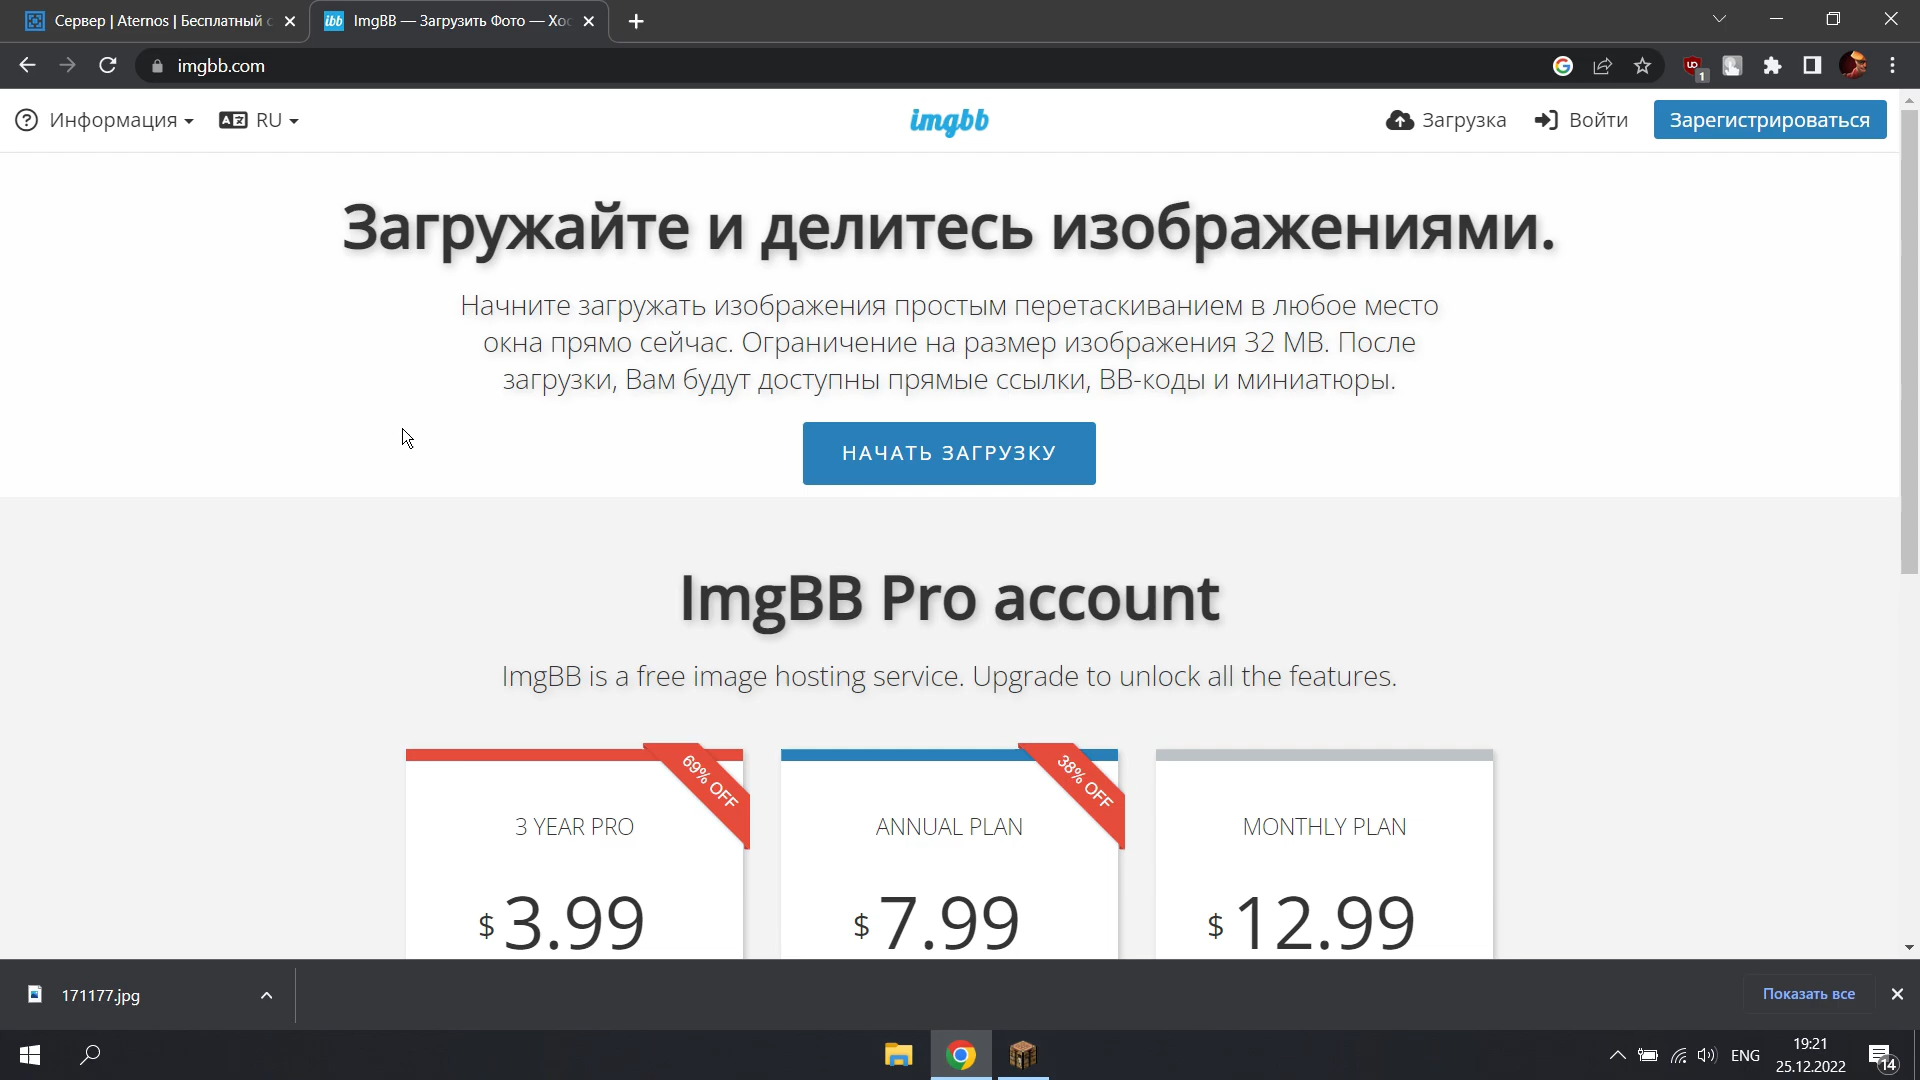 Сервер | Aternos | Бесплатный с
ibb ImgBB — Загрузить Фото — Хос
imgbb.com
1
Информация
RU
imgbb
Загрузка
Войти
Зарегистрироваться
Загружайте и делитесь изображениями.
Начните загружать изображения простым перетаскиванием в любое место
окна прямо сейчас. Ограничение на размер изображения 32 MB. После
загрузки, Вам будут доступны прямые ссылки, BB-коды и миниатюры.
НАЧАТЬ ЗАГРУЗКУ
ImgBB Pro account
ImgBB is a free image hosting service. Upgrade to unlock all the features.
69% OFF
38% OFF
3 YEAR PRO
ANNUAL PLAN
MONTHLY PLAN
$ 3.99
$ 7.99
$ 12.99
171177.jpg
Показать все
ENG
19:21
25.12.2022
14